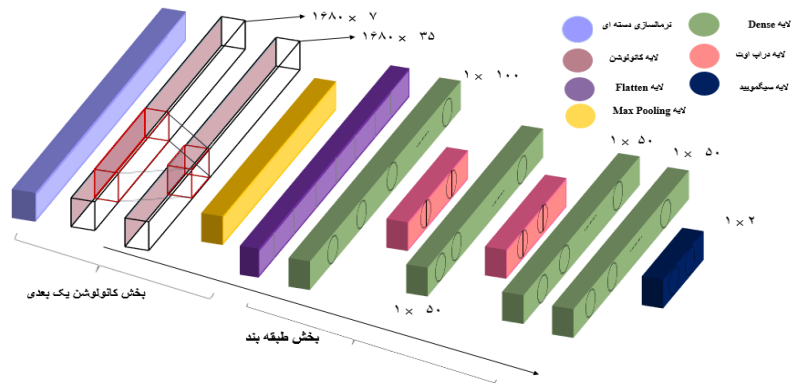 ۱۶۸۰ × ۷
۱۶۸۰ × ۳۵
۱ × ۱۰۰
۱ × ۵۰
۱ × ۵۰
۱ × ۵۰
۱ × ۲
لایه Dense
نرمالسازی دسته ای
لایه دراپ اوت
لایه کانولوشن
لایه سیگمویید
لایه Flatten
لایه Max Pooling
بخش کانولوشن یک بعدی
بخش طبقه بند